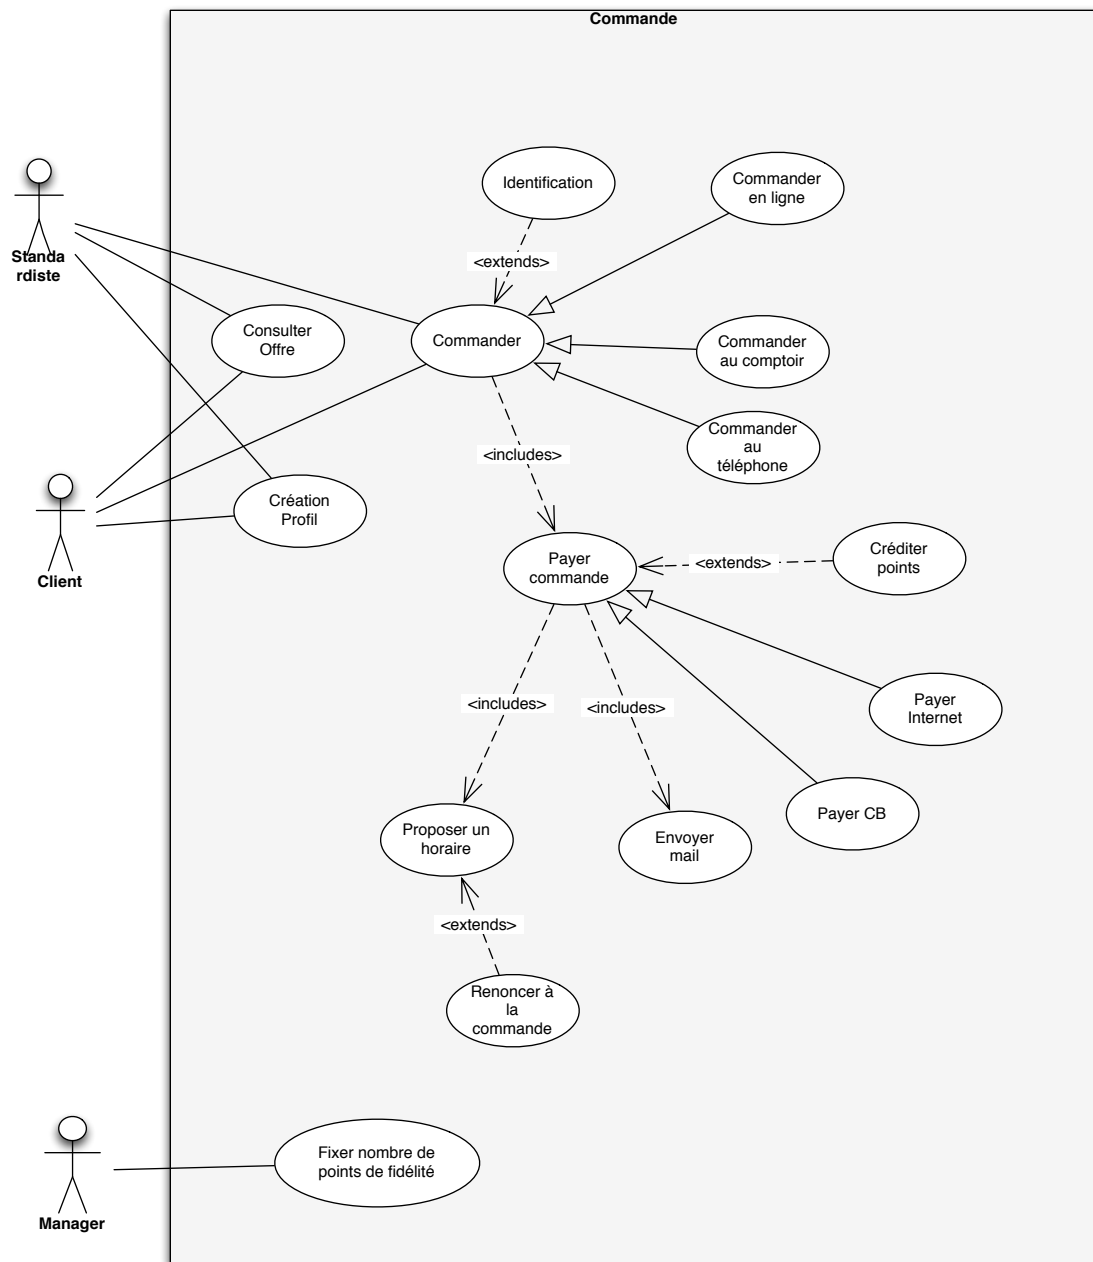 Commande
Identification
Commander
en ligne
Standa
rdiste
<extends>
Consulter
Offre
Commander
Commander
au comptoir
Commander
au
téléphone
<includes>
Création
Profil
Client
Payer
commande
<extends>
Créditer
points
<includes>
<includes>
Payer
Internet
Payer CB
Proposer un
horaire
Envoyer
mail
<extends>
Renoncer à
la
commande
Fixer nombre de
points de fidélité
Manager